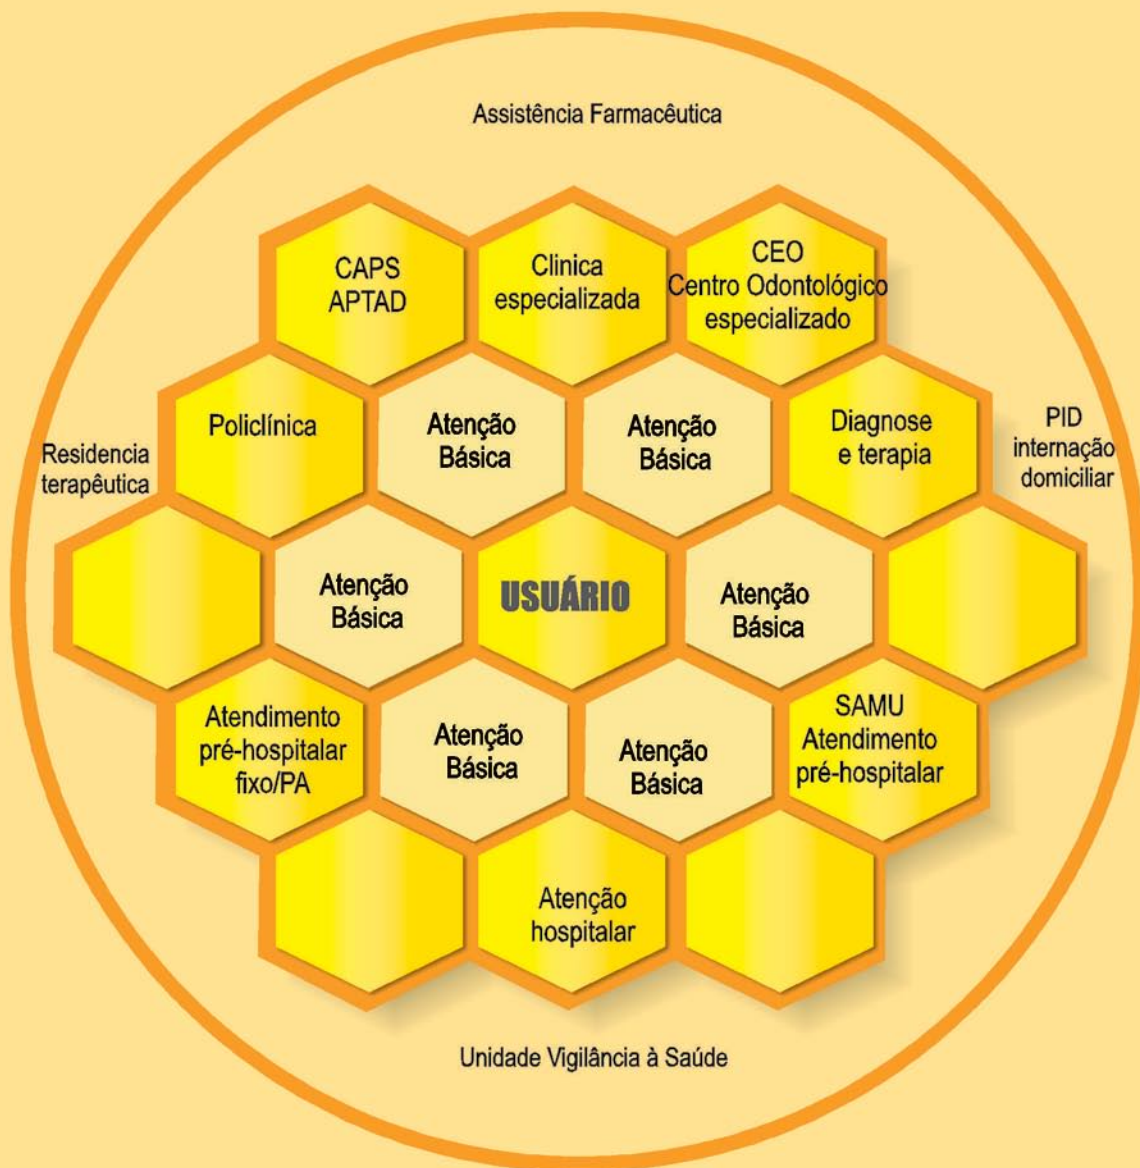 Assistência Farmacêutica
CAPS
APTAD
Clinica
especializada
CEO
Centro Odontológico
especializado
Residencia
terapêutica
Policlínica
Atenção
Básica
Atenção
Básica
Diagnose
e terapia
PID
internação
domiciliar
Atenção
Básica
USUÁRIO
Atenção
Básica
Atendimento
pré-hospitalar
fixo/PA
Atenção
Básica
Atenção
Básica
SAMU
Atendimento
pré-hospitalar
Atenção
hospitalar
Unidade Vigilância à Saúde